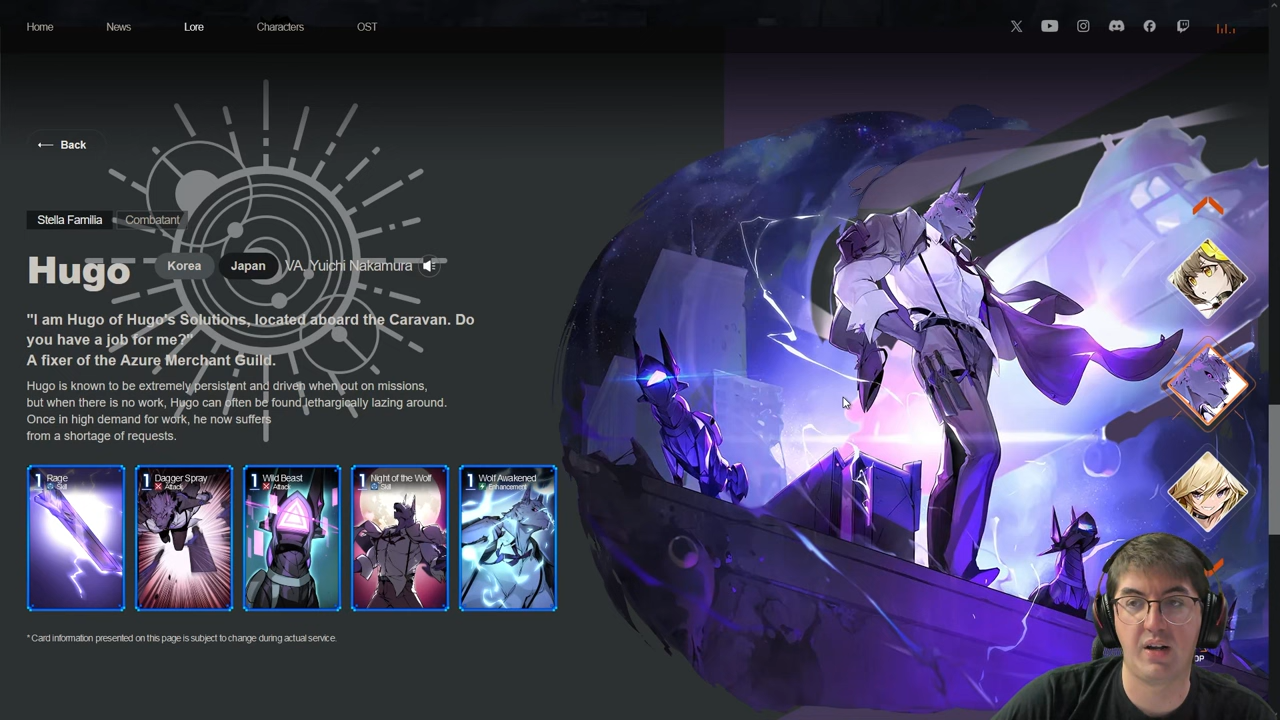 Home News Lore Characters OST
Back
Stella Familia Combatant
Hugo Korea Japan VA. Yuichi Nakamura
"I am Hugo of Hugo's Solutions, located aboard the Caravan. Do
you have a job for me?"
A fixer of the Azure Merchant Guild.
Hugo is known to be extremely persistent and driven when out on missions,
but when there is no work, Hugo can often be found lethargically lazing around.
Once in high demand for work, he now suffers
from a shortage of requests.
1 Rage
Skill
1 Dagger Spray
Attack
1 Wild Beast
Attack
1 Night of the Wolf
Skill
1 Wolf Awakened
Enhancement
* Card information presented on this page is subject to change during actual service.